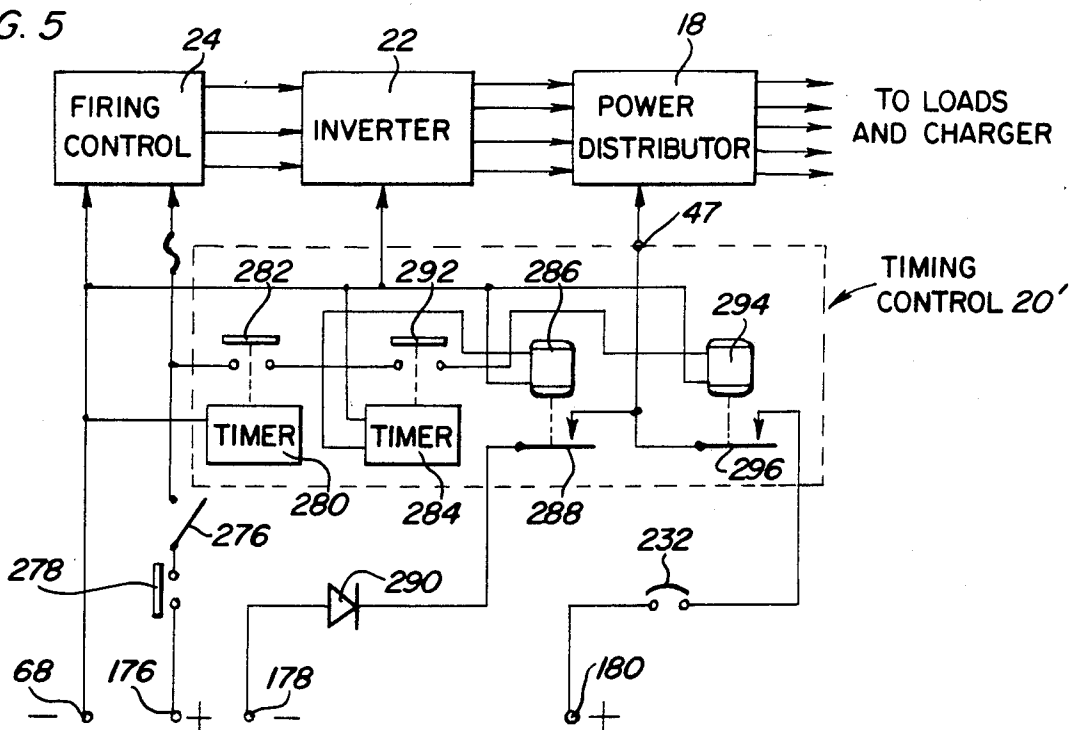 G. 5
24
22
18
FIRING
CONTROL
INVERTER
POWER
DISTRIBUTOR
TO LOADS
AND CHARGER
47
282
292
286
294
TIMING
CONTROL 20'
TIMER
TIMER
280
284
288
296
276
278
290
232
68
176
178
180
− + − +